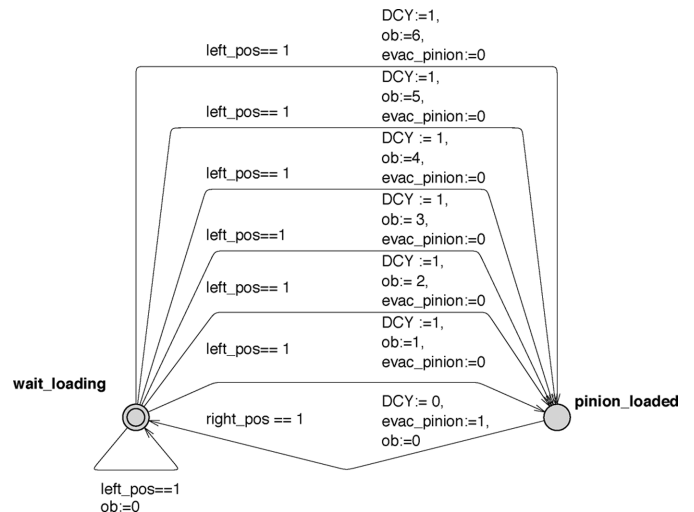 DCY:=1,
ob:=6,
left_pos== 1
evac_pinion:=0
DCY:=1,
ob:=5,
left_pos== 1
evac_pinion:=0
DCY := 1,
ob:=4,
left_pos== 1
evac_pinion:=0
DCY := 1,
ob:= 3,
left_pos==1
evac_pinion:=0
DCY :=1,
left_pos== 1
ob:= 2,
evac_pinion:=0
DCY :=1,
ob:=1,
left_pos== 1
evac_pinion:=0
wait_loading
pinion_loaded
DCY:= 0,
right_pos == 1
evac_pinion:=1,
ob:=0
left_pos==1
ob:=0